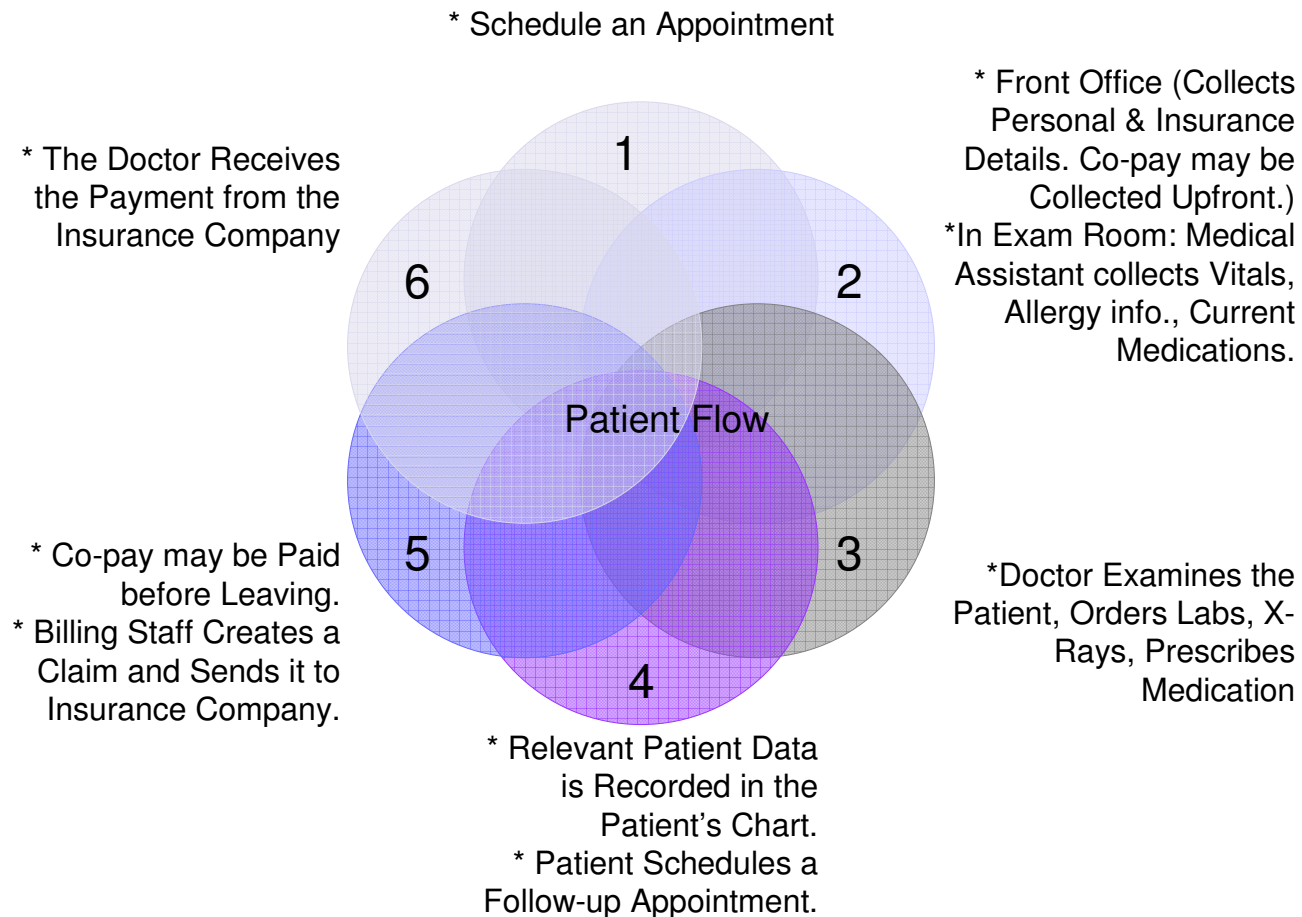 * Schedule an Appointment
1
* Front Office (Collects
Personal & Insurance
Details. Co-pay may be
Collected Upfront.)
*In Exam Room: Medical
Assistant collects Vitals,
Allergy info., Current
Medications.
2
*Doctor Examines the
Patient, Orders Labs, X-
Rays, Prescribes
Medication
3
* Relevant Patient Data
is Recorded in the
Patient’s Chart.
* Patient Schedules a
Follow-up Appointment.
4
* Co-pay may be Paid
before Leaving.
* Billing Staff Creates a
Claim and Sends it to
Insurance Company.
5
* The Doctor Receives
the Payment from the
Insurance Company
6
Patient Flow